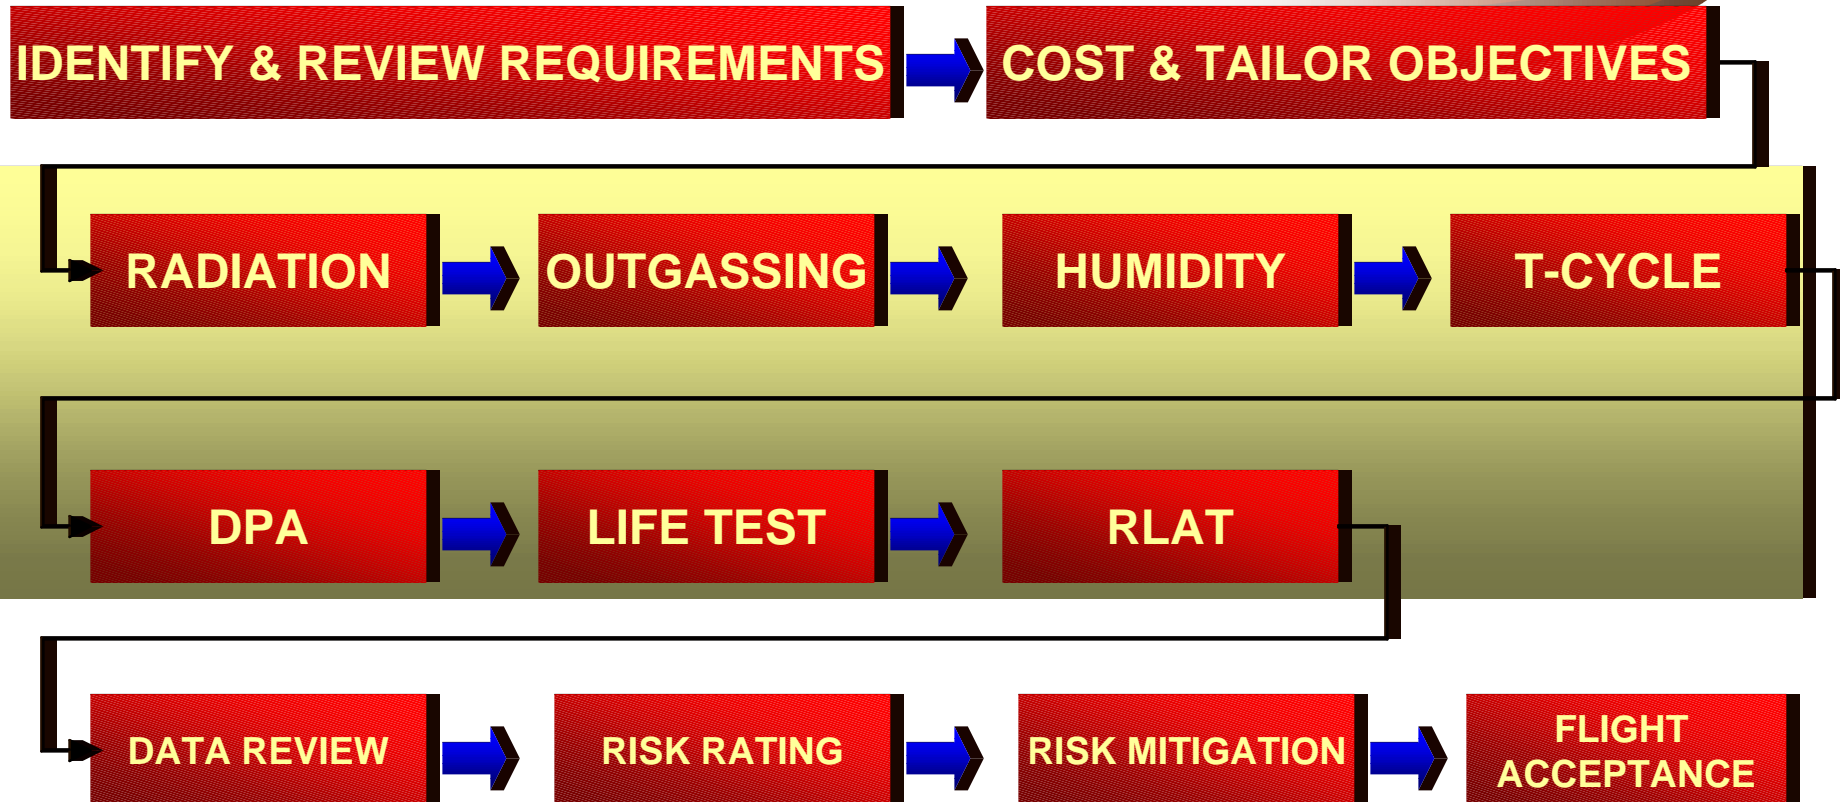 IDENTIFY & REVIEW REQUIREMENTS
COST & TAILOR OBJECTIVES
RADIATION
OUTGASSING
HUMIDITY
T-CYCLE
DPA
LIFE TEST
RLAT
DATA REVIEW
RISK RATING
RISK MITIGATION
FLIGHT
ACCEPTANCE